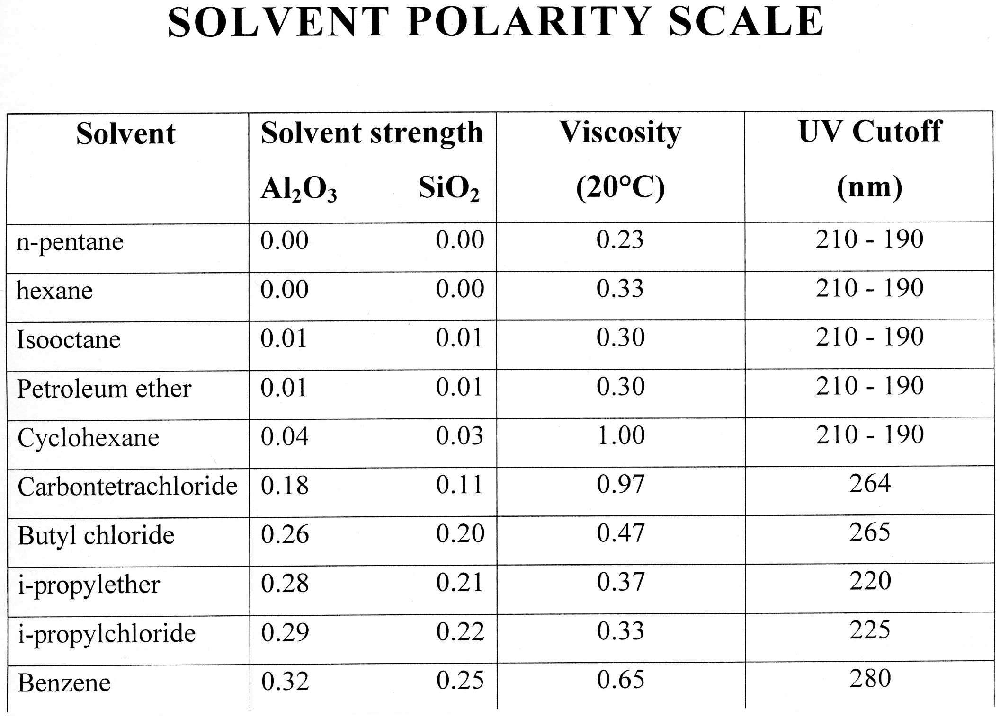 SOLVENT POLARITY SCALE
Solvent Solvent strength Viscosity UV Cutoff
Al₂O₃ SiO₂ (20°C) (nm)
n-pentane 0.00 0.00 0.23 210 - 190
hexane 0.00 0.00 0.33 210 - 190
Isooctane 0.01 0.01 0.30 210 - 190
Petroleum ether 0.01 0.01 0.30 210 - 190
Cyclohexane 0.04 0.03 1.00 210 - 190
Carbontetrachloride 0.18 0.11 0.97 264
Butyl chloride 0.26 0.20 0.47 265
i-propylether 0.28 0.21 0.37 220
i-propylchloride 0.29 0.22 0.33 225
Benzene 0.32 0.25 0.65 280